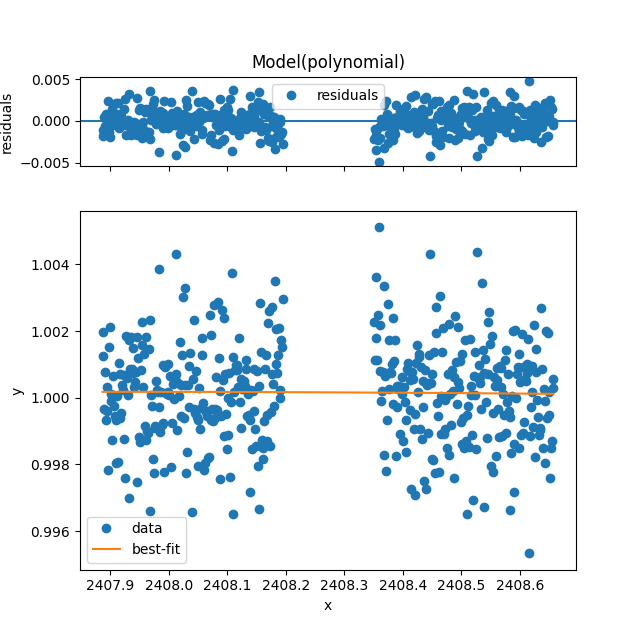 Model(polynomial)
residuals
0.005
0.000
−0.005
residuals
y
1.004
1.002
1.000
0.998
0.996
data
best-fit
2407.9 2408.0 2408.1 2408.2 2408.3 2408.4 2408.5 2408.6
x